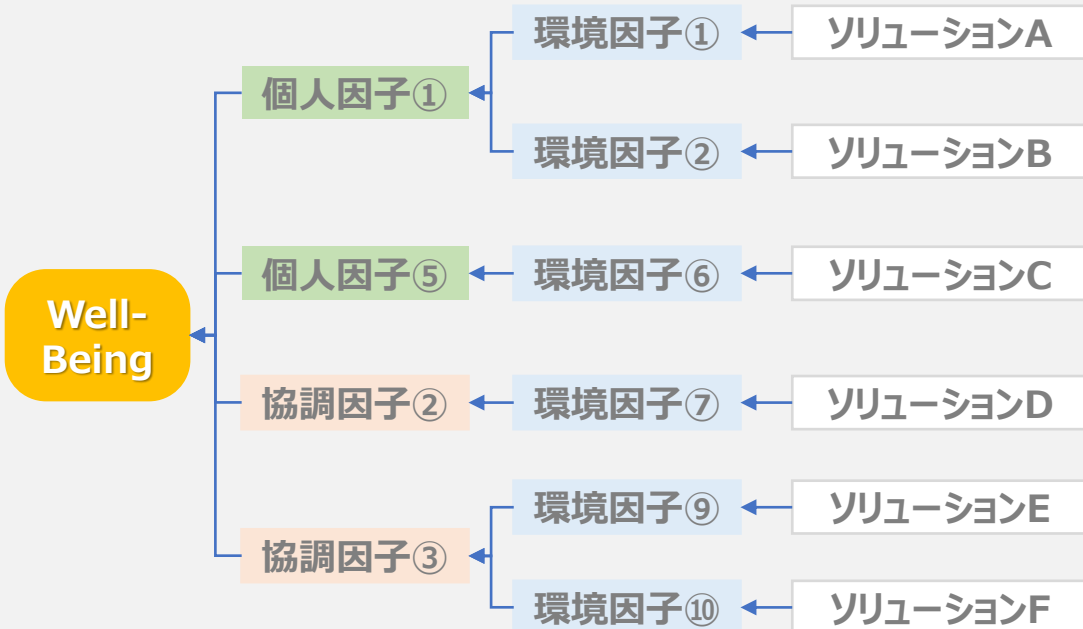 環境因子①
ソリューションA
個人因子①
環境因子②
ソリューションB
個人因子⑤
環境因子⑥
ソリューションC
Well-
Being
協調因子②
環境因子⑦
ソリューションD
環境因子⑨
ソリューションE
協調因子③
環境因子⑩
ソリューションF